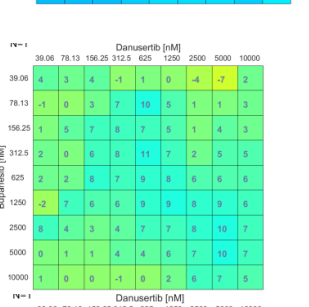 N=1
Danusertib [nM]
39.06 78.13 156.25 312.5 625 1250 2500 5000 10000
39.06 4 3 4 -1 1 0 -4 -7 2
78.13 -1 0 3 7 10 5 1 1 3
156.25 1 5 7 8 7 5 1 4 3
312.5 2 0 6 8 11 7 2 5 5
625 2 2 8 7 9 8 6 6 6
1250 -2 7 6 6 9 9 8 9 6
2500 8 4 3 4 7 7 8 10 7
5000 0 1 1 4 4 6 7 10 7
10000 1 0 0 -1 0 2 6 7 5
N=1
Danusertib [nM]